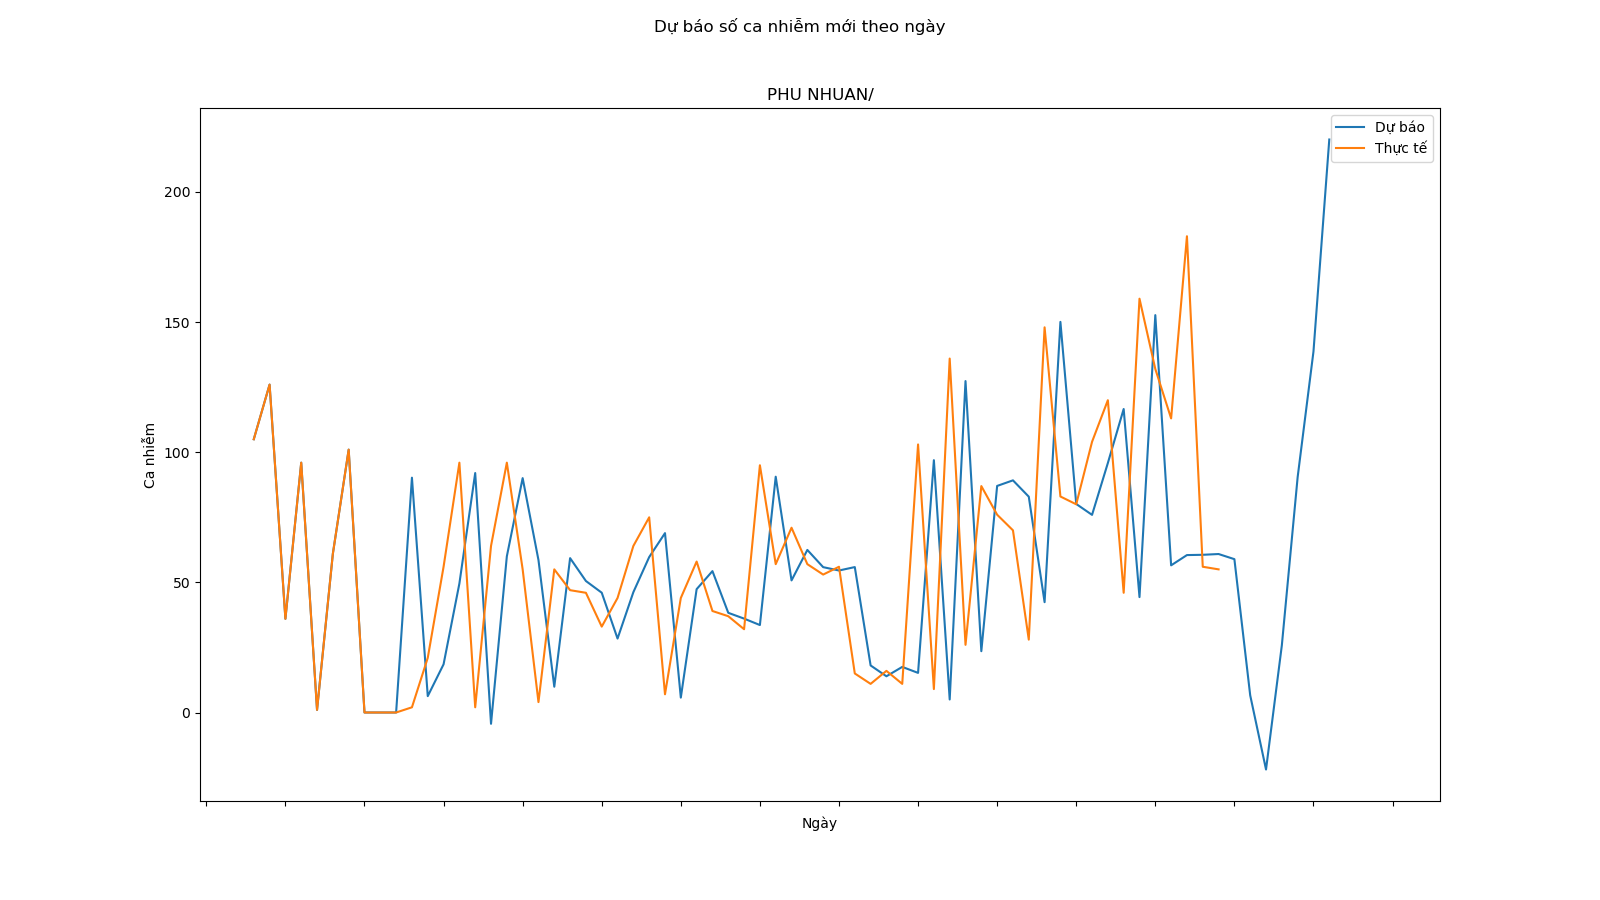 Dự báo số ca nhiễm mới theo ngày
PHU NHUAN/
Dự báo
Thực tế
Ca nhiễm
200
150
100
50
0
Ngày